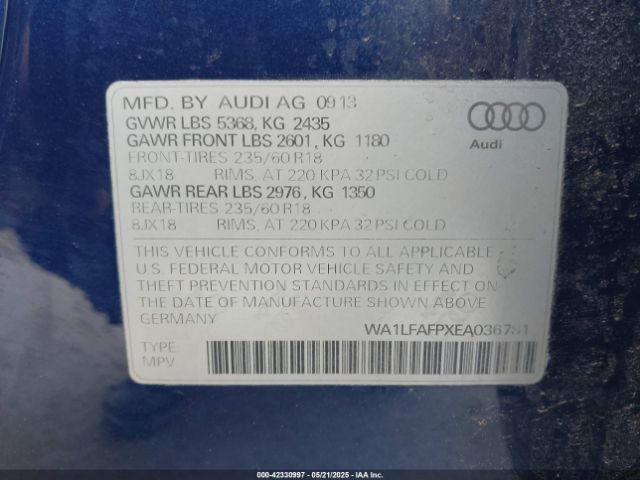 MFD. BY AUDI AG 0913
GVWR LBS 5368, KG 2435
GAWR FRONT LBS 2601, KG 1180
FRONT-TIRES 235/60 R18
8JX18 RIMS, AT 220 KPA 32 PSI COLD
GAWR REAR LBS 2976, KG 1350
REAR-TIRES 235/60 R18
8JX18 RIMS, AT 220 KPA 32 PSI COLD
Audi
THIS VEHICLE CONFORMS TO ALL APPLICABLE
U.S. FEDERAL MOTOR VEHICLE SAFETY AND
THEFT PREVENTION STANDARDS IN EFFECT ON
THE DATE OF MANUFACTURE SHOWN ABOVE
GERMANY
WA1LFAFPXEA036781
TYPE:
MPV
000-42330997 - 05/21/2025 - IAAI.COM